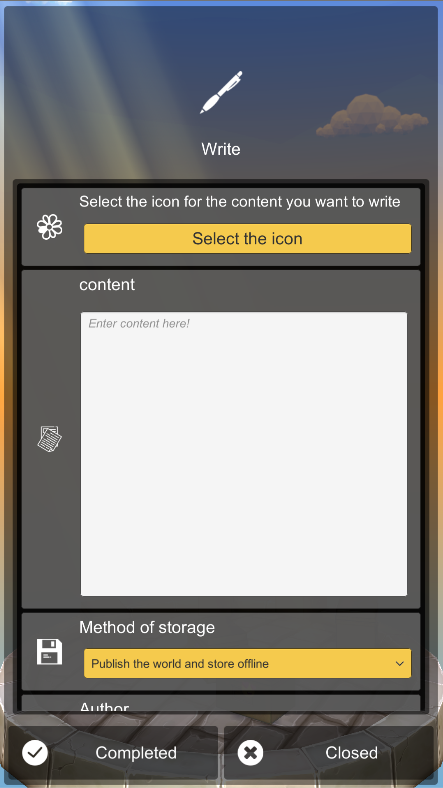 Write
Select the icon for the content you want to write
Select the icon
content
Enter content here!
Method of storage
Publish the world and store offline
Author
Completed
Closed